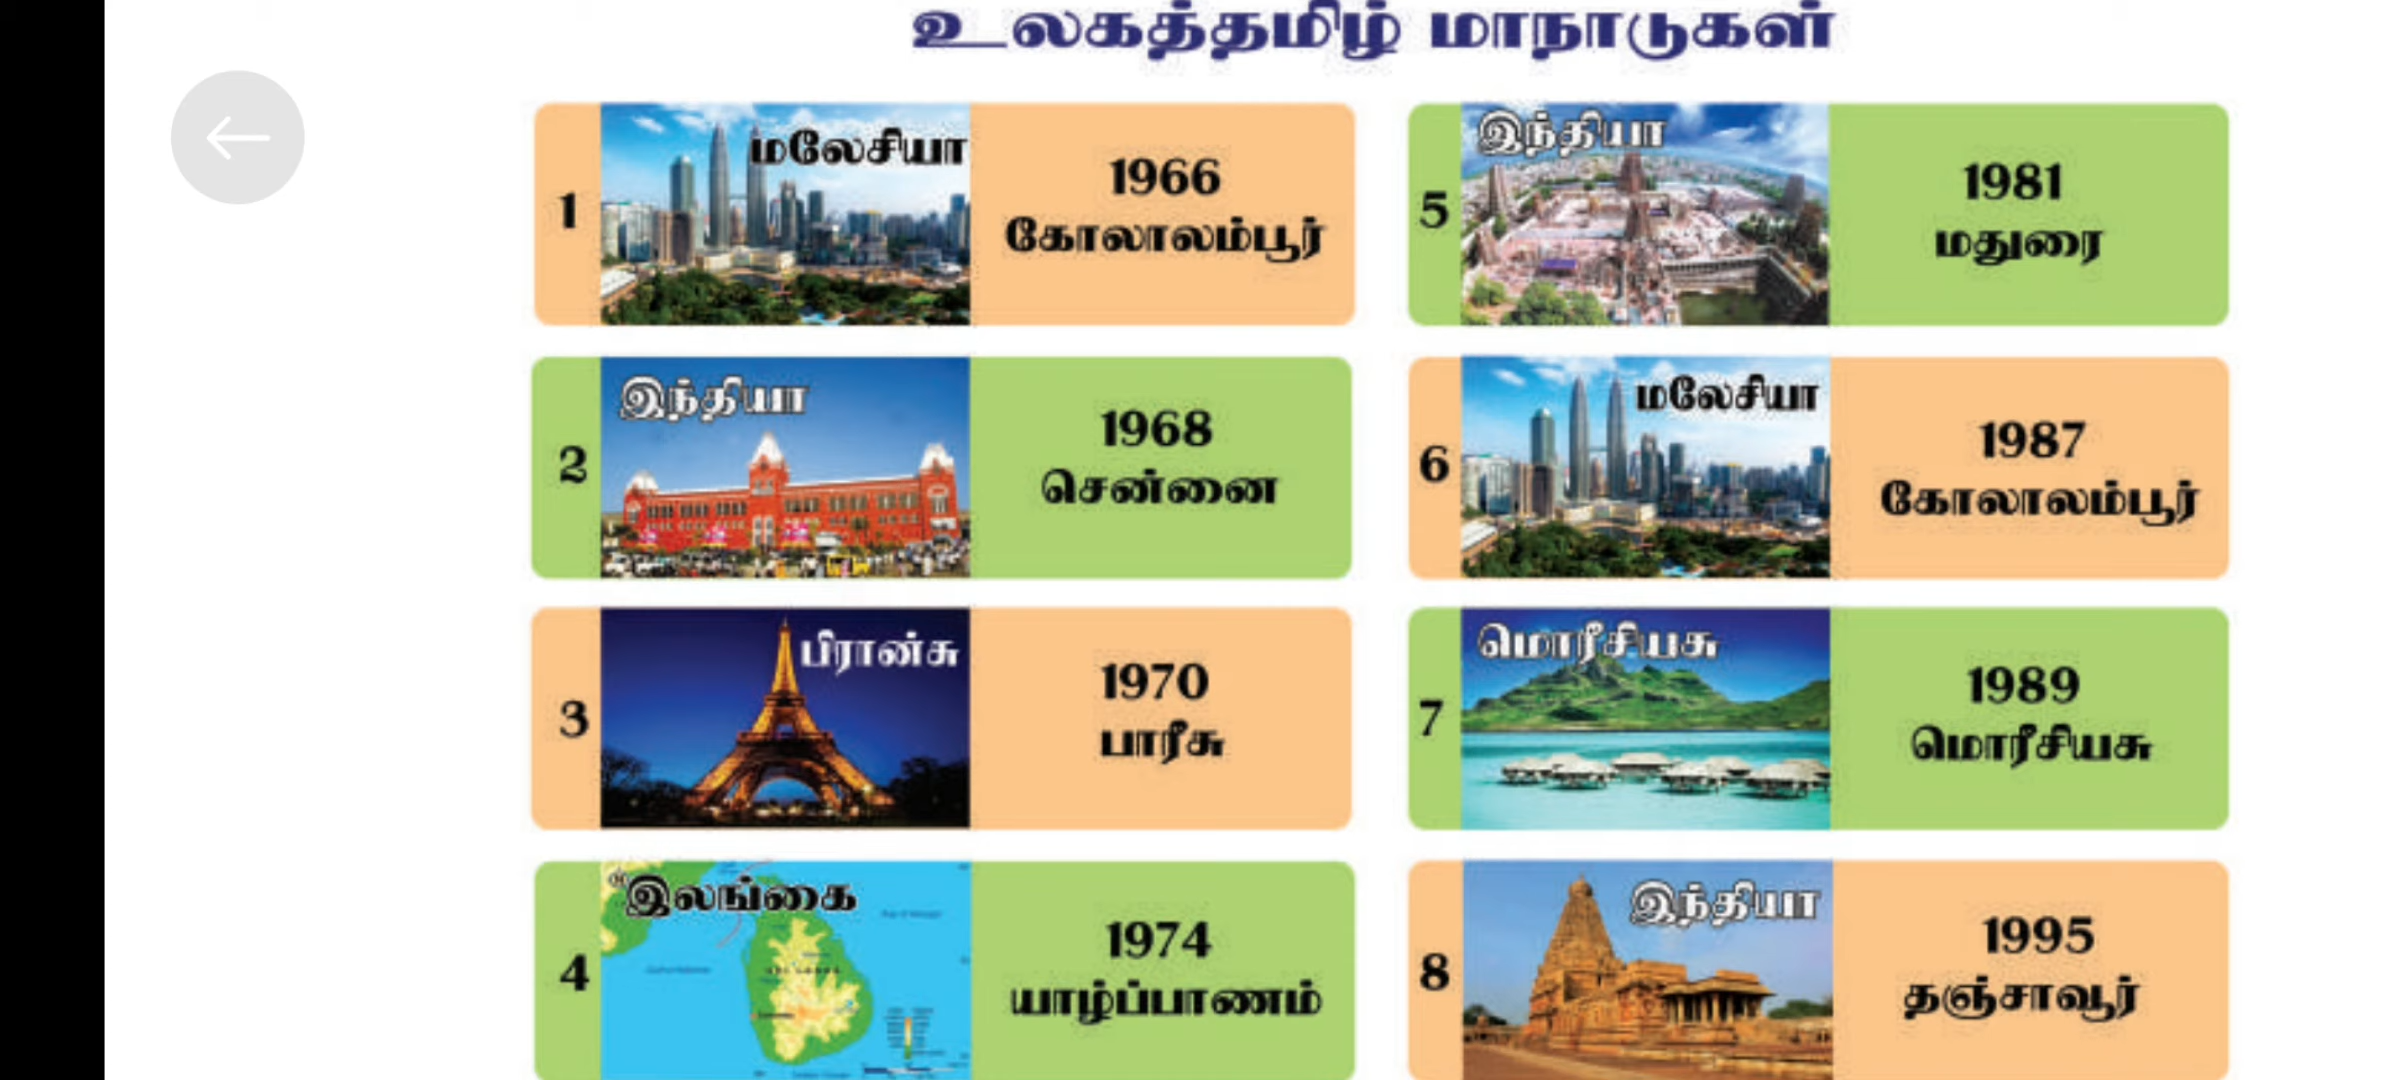 உலகத்தமிழ் மாநாடுகள்
1
மலேசியா
1966
கோலாலம்பூர்
2
இந்தியா
1968
சென்னை
3
பிரான்சு
1970
பாரீசு
4
இலங்கை
1974
யாழ்ப்பாணம்
5
இந்தியா
1981
மதுரை
6
மலேசியா
1987
கோலாலம்பூர்
7
மொரீசியசு
1989
மொரீசியசு
8
இந்தியா
1995
தஞ்சாவூர்